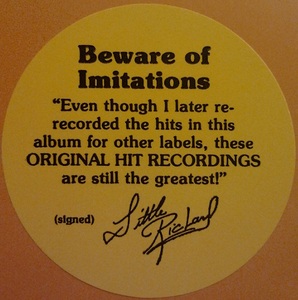 Beware of
Imitations
“Even though I later re-
recorded the hits in this
album for other labels, these
ORIGINAL HIT RECORDINGS
are still the greatest!”
(signed) Little Richard